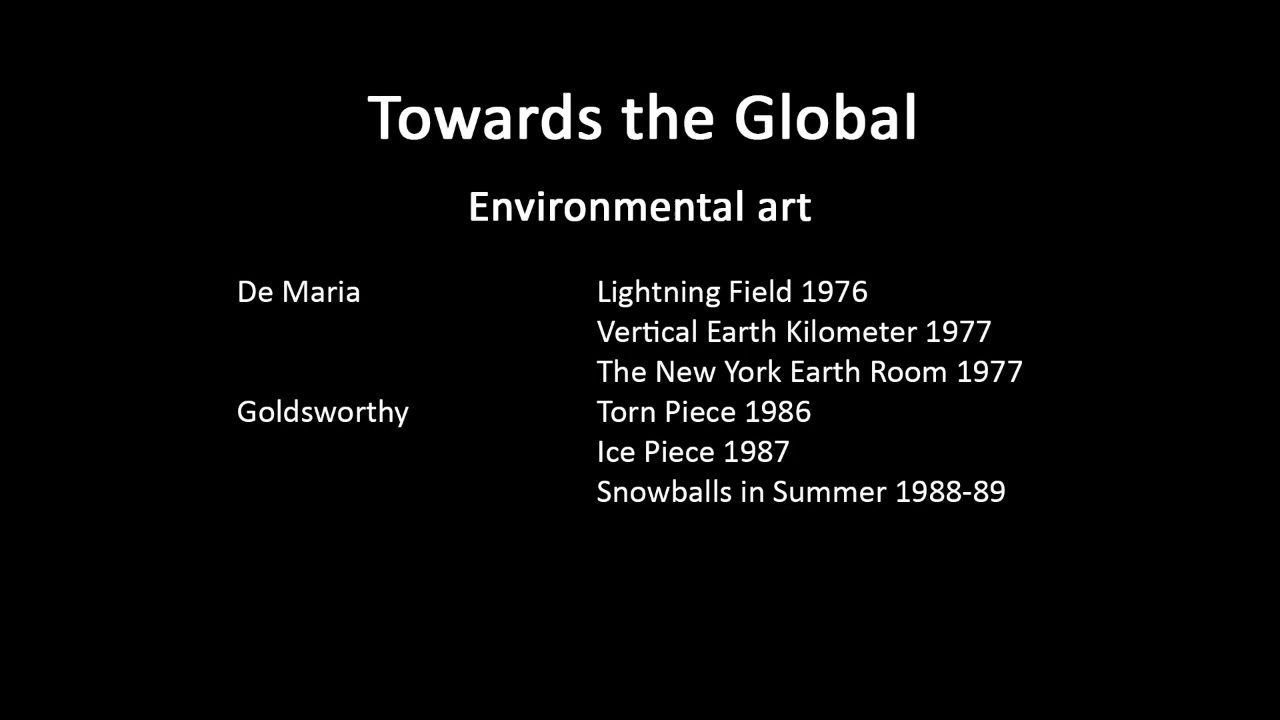 Towards the Global
Environmental art
De Maria Lightning Field 1976
Vertical Earth Kilometer 1977
The New York Earth Room 1977
Goldsworthy Torn Piece 1986
Ice Piece 1987
Snowballs in Summer 1988-89